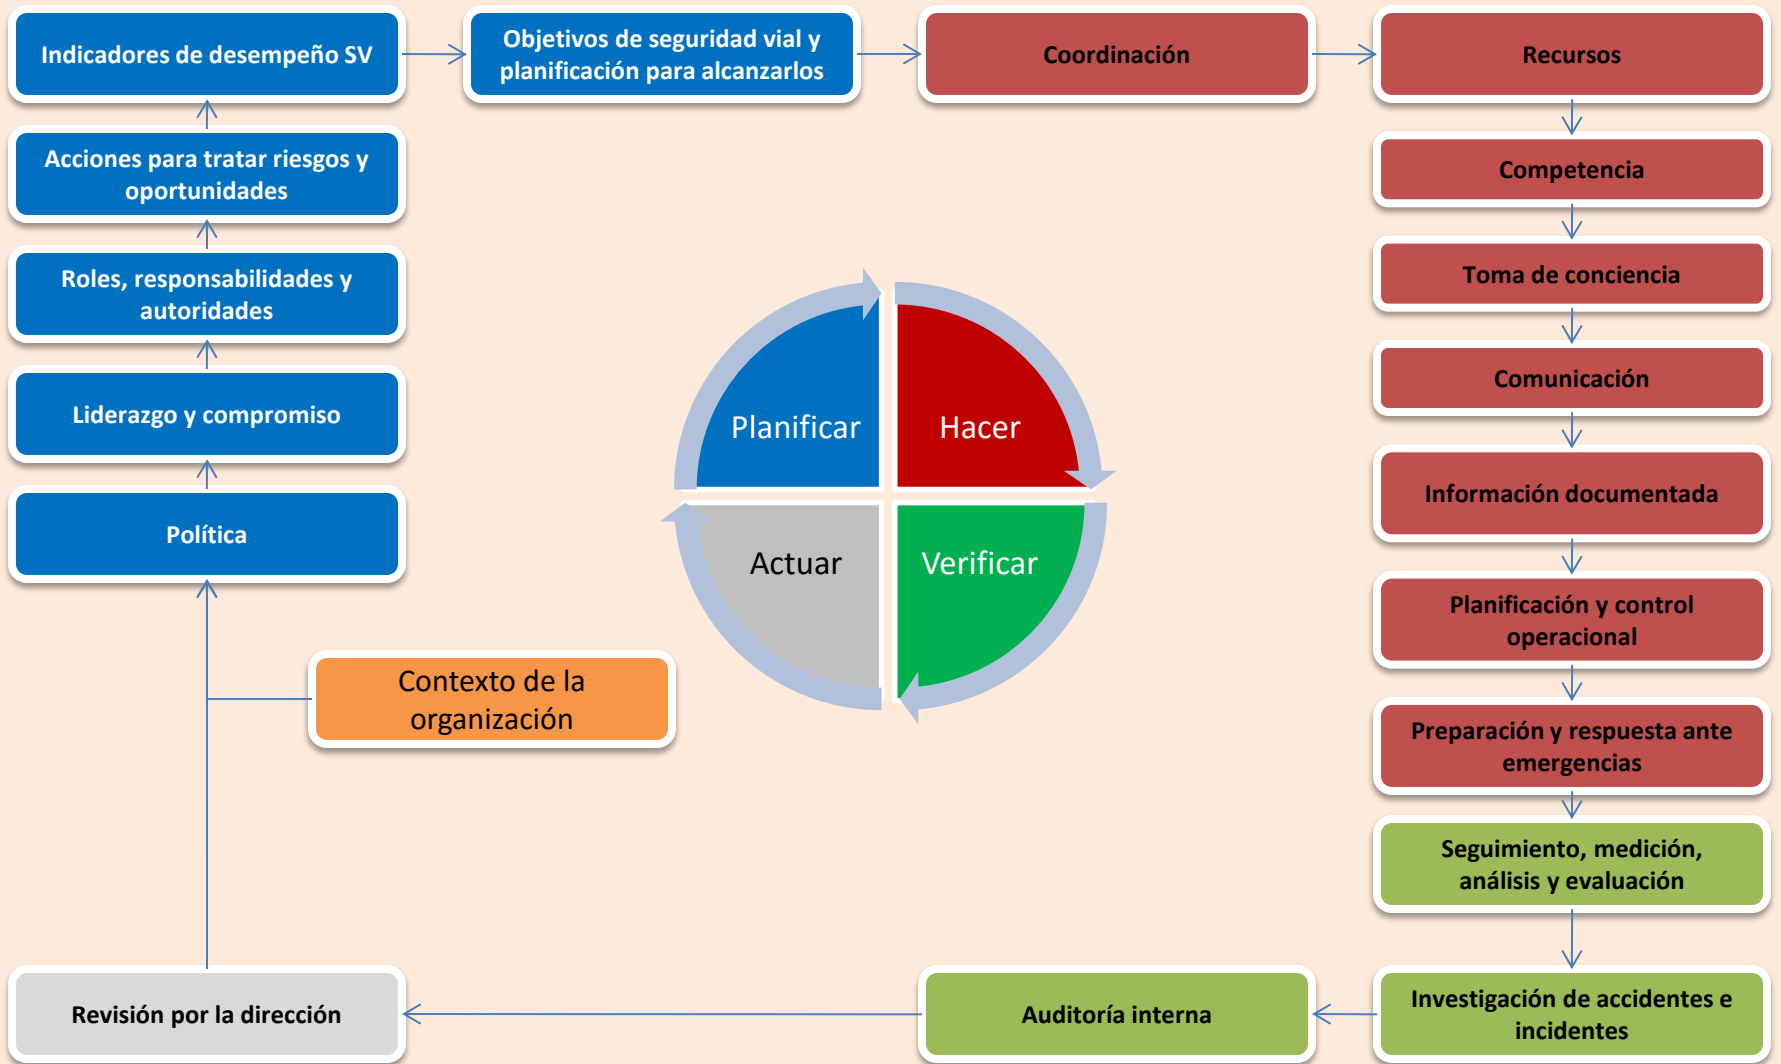 Indicadores de desempeño SV
Objetivos de seguridad vial y
planificación para alcanzarlos
Coordinación
Recursos
Acciones para tratar riesgos y
oportunidades
Competencia
Roles, responsabilidades y
autoridades
Toma de conciencia
Liderazgo y compromiso
Comunicación
Planificar
Hacer
Política
Información documentada
Actuar
Verificar
Planificación y control
operacional
Contexto de la
organización
Preparación y respuesta ante
emergencias
Seguimiento, medición,
análisis y evaluación
Revisión por la dirección
Auditoría interna
Investigación de accidentes e
incidentes